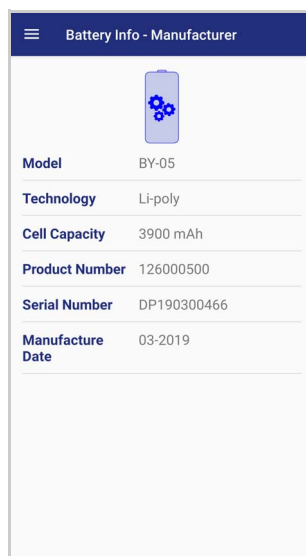 Battery Info - Manufacturer
Model BY-05
Technology Li-poly
Cell Capacity 3900 mAh
Product Number 126000500
Serial Number DP190300466
Manufacture 03-2019
Date